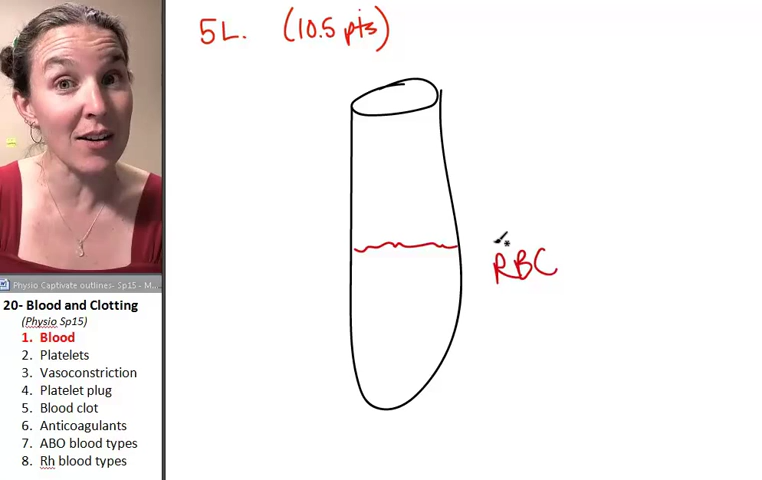 5L. (10.5 pts)
RBC
Physio Captivate outlines- Sp15 - M...
20- Blood and Clotting
(Physio Sp15)
1. Blood
2. Platelets
3. Vasoconstriction
4. Platelet plug
5. Blood clot
6. Anticoagulants
7. ABO blood types
8. Rh blood types